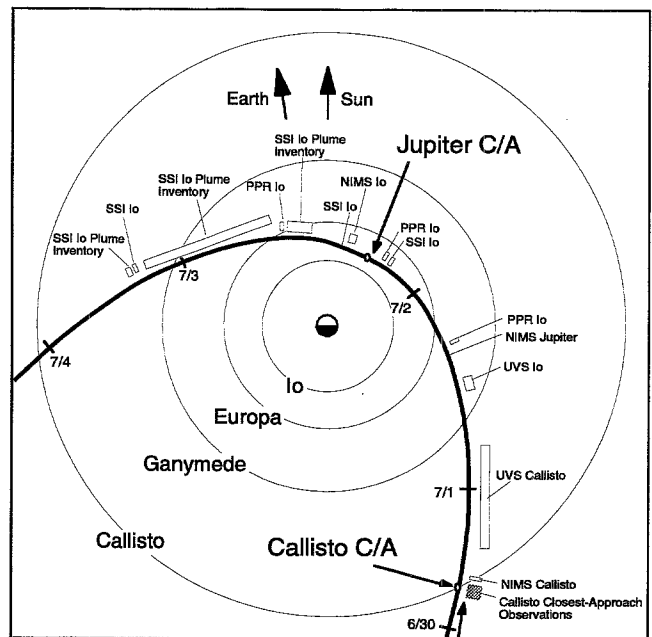 Earth
Sun
Jupiter C/A
SSI Io Plume
Inventory
SSI Io Plume
Inventory
PPR Io
NIMS Io
SSI Io
SSI Io
SSI Io Plume
Inventory
PPR Io
SSI Io
7/3
7/2
PPR Io
NIMS Jupiter
UVS Io
7/4
Io
Europa
Ganymede
Callisto
7/1
UVS Callisto
Callisto C/A
NIMS Callisto
Callisto Closest-Approach
Observations
6/30